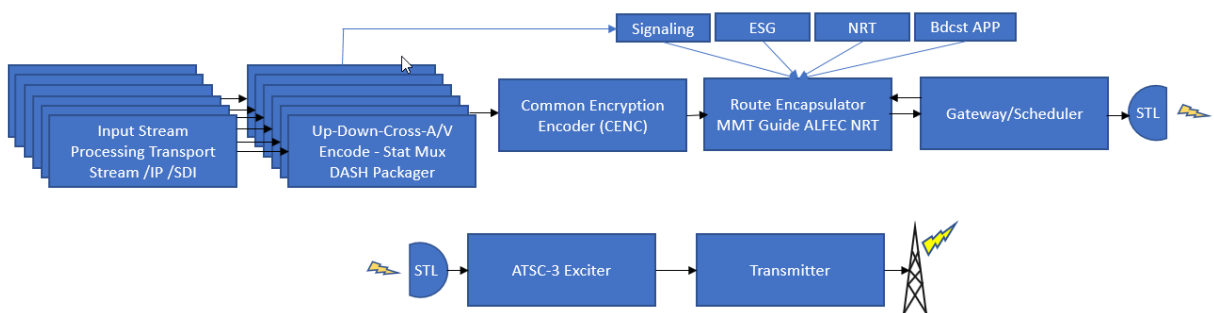 Signaling
ESG
NRT
Bdcst APP
Input Stream
Processing Transport
Stream /IP /SDI
Up-Down-Cross-A/V
Encode - Stat Mux
DASH Packager
Common Encryption
Encoder (CENC)
Route Encapsulator
MMT Guide ALFEC NRT
Gateway/Scheduler
STL
STL
ATSC-3 Exciter
Transmitter